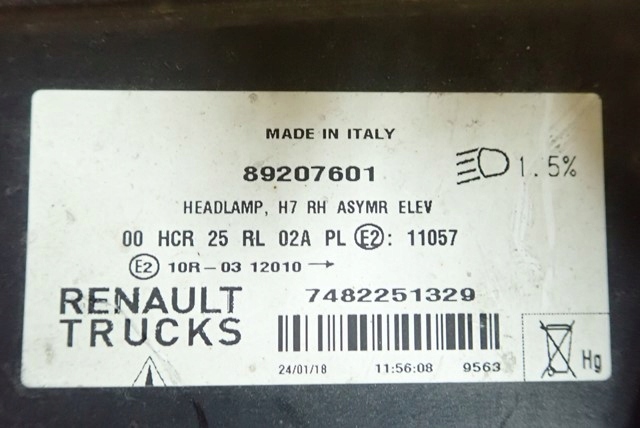 MADE IN ITALY
89207601
1.5%
HEADLAMP, H7 RH ASYMR ELEV
00 HCR 25 RL 02A PL E2: 11057
E2 10R-03 12010 →
RENAULT
TRUCKS
7482251329
24/01/18 11:56:08 9563
Hg